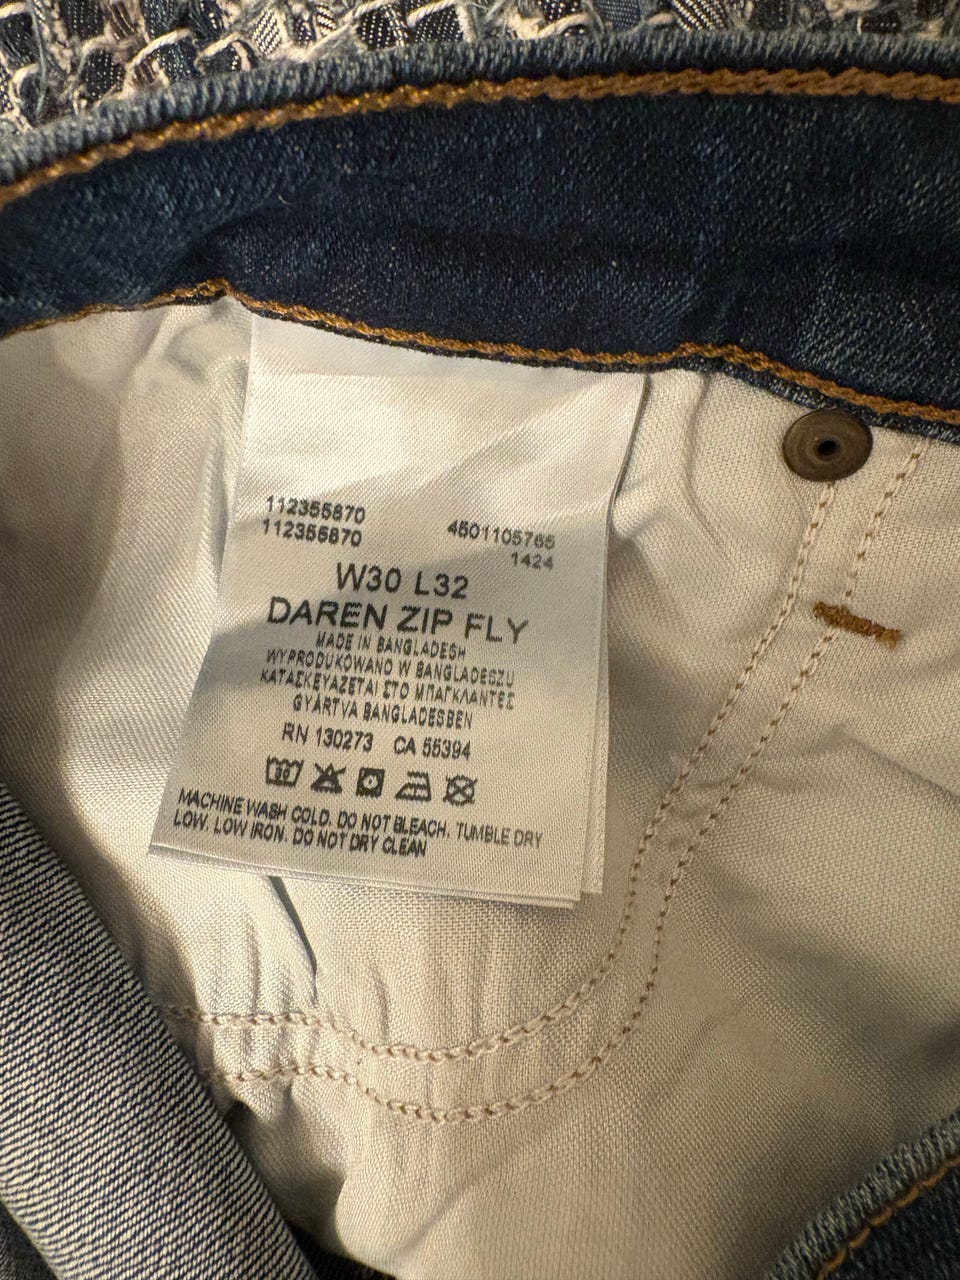 112355870
112355870
4501105765
1424
W30 L32
DAREN ZIP FLY
MADE IN BANGLADESH
WYPRODUKOWANO W BANGLADESZU
ΚΑΤΑΣΚΕΥΑΖΕΤΑΙ ΣΤΟ ΜΠΑΓΚΛΑΝΤΕΣ
GYÁRTVA BANGLADESBEN
RN 130273 CA 55394
30
MACHINE WASH COLD. DO NOT BLEACH. TUMBLE DRY
LOW. LOW IRON. DO NOT DRY CLEAN